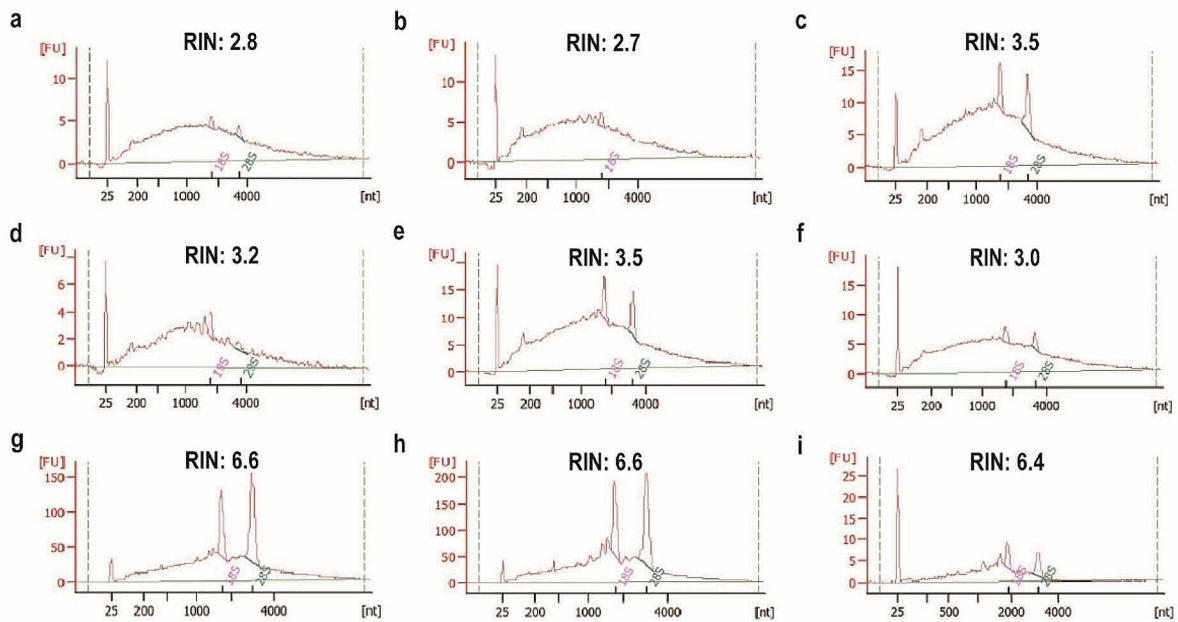 a
RIN: 2.8
[FU]
10
5
0
18S
28S
25 200 1000 4000 [nt]
b
RIN: 2.7
[FU]
10
5
0
18S
25 200 1000 4000 [nt]
c
RIN: 3.5
[FU]
15
10
5
0
18S
28S
25 200 1000 4000 [nt]
d
RIN: 3.2
[FU]
6
4
2
0
18S
28S
25 200 1000 4000 [nt]
e
RIN: 3.5
[FU]
15
10
5
0
18S
28S
25 200 1000 4000 [nt]
f
RIN: 3.0
[FU]
15
10
5
0
18S
28S
25 200 1000 4000 [nt]
g
RIN: 6.6
[FU]
150
100
50
0
18S
28S
25 200 1000 4000 [nt]
h
RIN: 6.6
[FU]
200
150
100
50
0
18S
28S
25 200 1000 4000 [nt]
i
RIN: 6.4
[FU]
25
20
15
10
5
0
18S
28S
25 500 2000 4000 [nt]